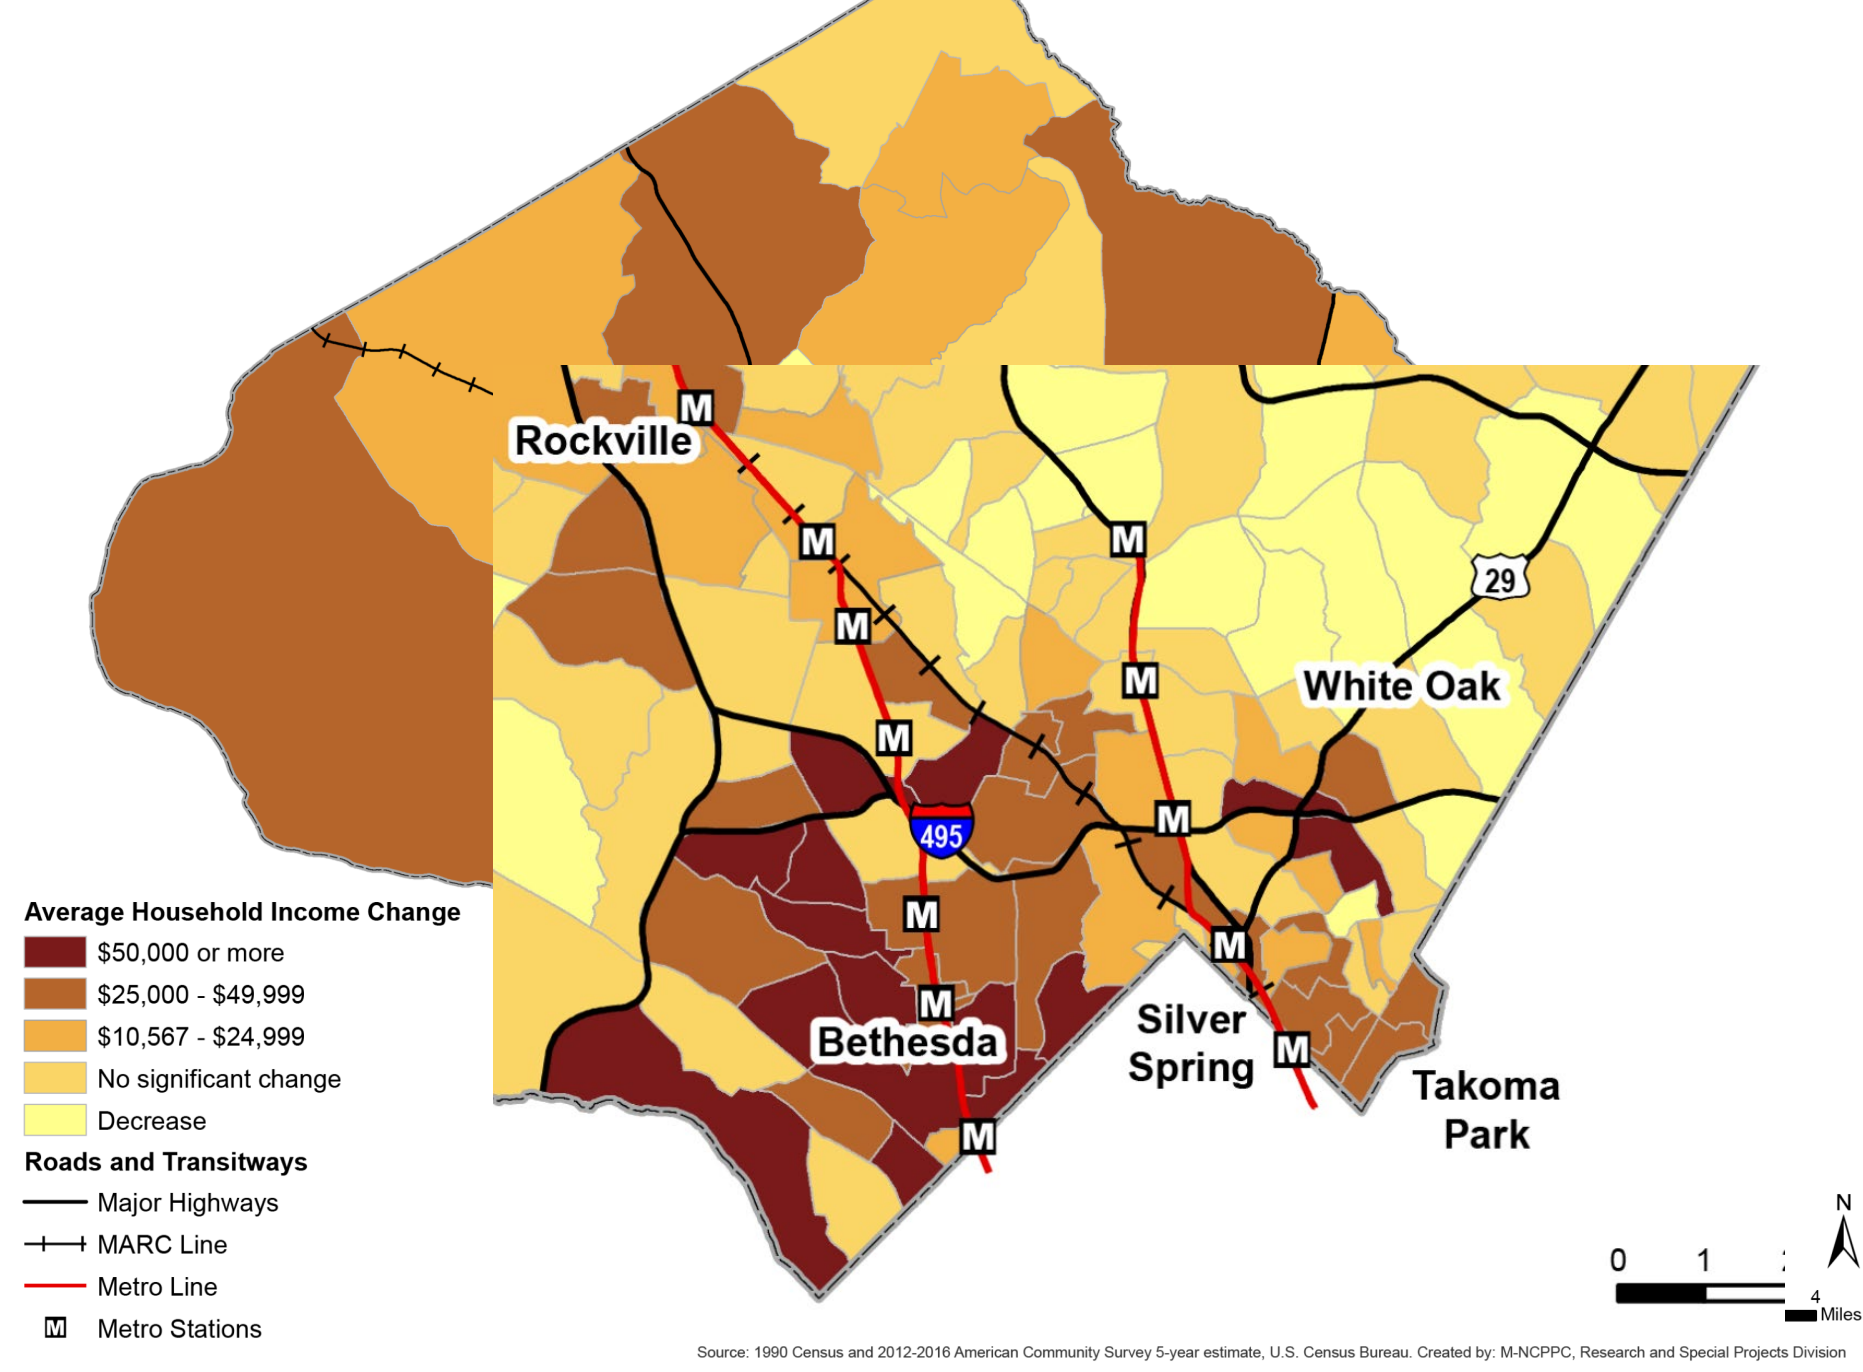 M
Rockville
M
M
29
M
White Oak
M
M
495
M
M
M
M
Bethesda
Silver
Spring
M
Takoma
Park
M
Average Household Income Change
$50,000 or more
$25,000 - $49,999
$10,567 - $24,999
No significant change
Decrease
Roads and Transitways
Major Highways
MARC Line
Metro Line
M Metro Stations
N
0 1
4
Miles
Source: 1990 Census and 2012-2016 American Community Survey 5-year estimate, U.S. Census Bureau. Created by: M-NCPPC, Research and Special Projects Division